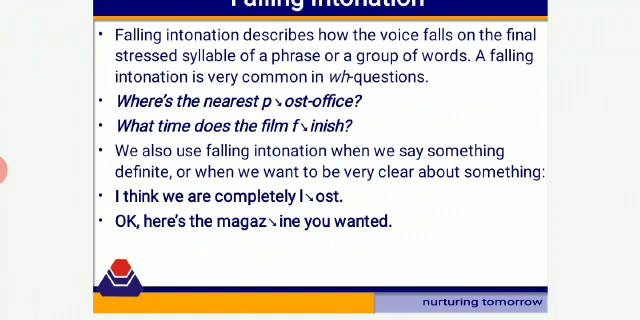 Falling Intonation
• Falling intonation describes how the voice falls on the final
stressed syllable of a phrase or a group of words. A falling
intonation is very common in wh-questions.
• Where's the nearest p↘ost-office?
• What time does the film f↘inish?
• We also use falling intonation when we say something
definite, or when we want to be very clear about something:
• I think we are completely l↘ost.
• OK, here's the magaz↘ine you wanted.
nurturing tomorrow